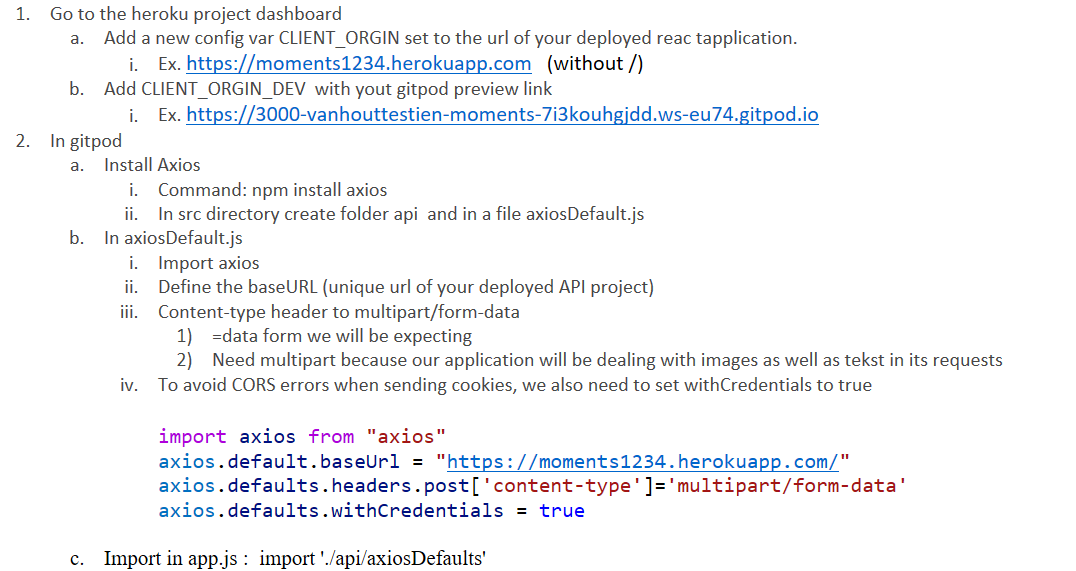 1. Go to the heroku project dashboard
a. Add a new config var CLIENT_ORGIN set to the url of your deployed reac tapplication.
i. Ex. https://moments1234.herokuapp.com (without /)
b. Add CLIENT_ORGIN_DEV with yout gitpod preview link
i. Ex. https://3000-vanhouttestien-moments-7i3kouhgjdd.ws-eu74.gitpod.io
2. In gitpod
a. Install Axios
i. Command: npm install axios
ii. In src directory create folder api and in a file axiosDefault.js
b. In axiosDefault.js
i. Import axios
ii. Define the baseURL (unique url of your deployed API project)
iii. Content-type header to multipart/form-data
1) =data form we will be expecting
2) Need multipart because our application will be dealing with images as well as tekst in its requests
iv. To avoid CORS errors when sending cookies, we also need to set withCredentials to true
import axios from "axios"
axios.default.baseUrl = "https://moments1234.herokuapp.com/"
axios.defaults.headers.post['content-type']='multipart/form-data'
axios.defaults.withCredentials = true
c. Import in app.js : import './api/axiosDefaults'